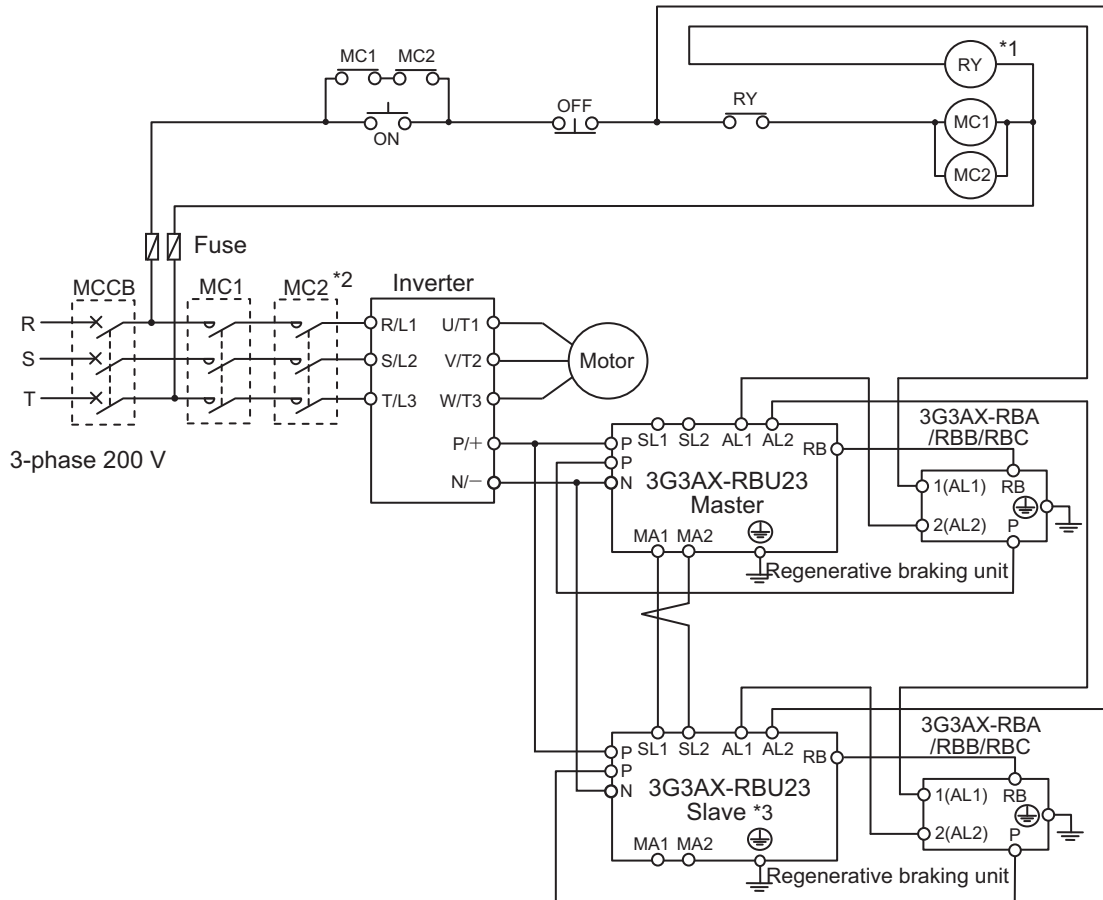 MC1 MC2
ON
OFF
RY
RY *1
MC1
MC2
Fuse
MCCB MC1 MC2 *2 Inverter
R
S
T
R/L1 U/T1
S/L2 V/T2
T/L3 W/T3
P/+
N/−
Motor
3-phase 200 V
SL1 SL2 AL1 AL2
P
P
N
RB
3G3AX-RBU23
Master
MA1 MA2
Regenerative braking unit
3G3AX-RBA
/RBB/RBC
1(AL1) RB
2(AL2) P
SL1 SL2 AL1 AL2
P
P
N
RB
3G3AX-RBU23
Slave *3
MA1 MA2
Regenerative braking unit
3G3AX-RBA
/RBB/RBC
1(AL1) RB
2(AL2) P